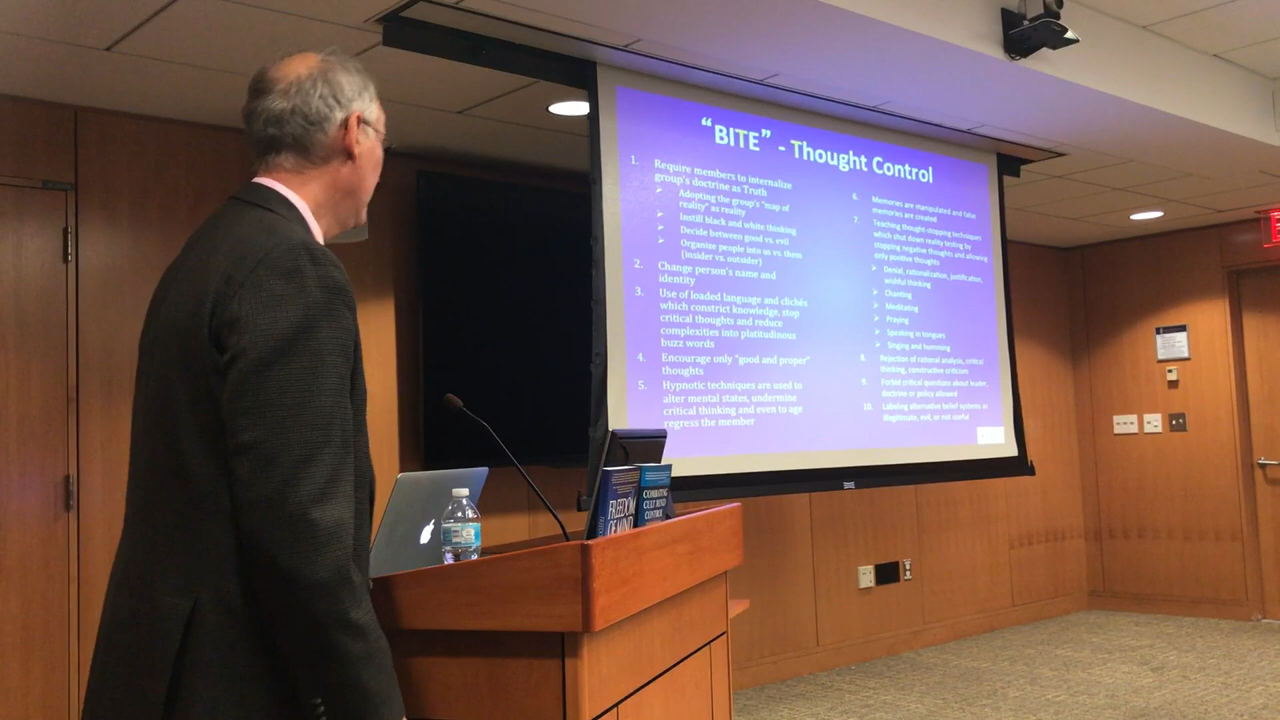 "BITE" - Thought Control
1. Require members to internalize
group's doctrine as Truth
➢ Adopting the group's "map of
reality" as reality
➢ Instill black and white thinking
➢ Decide between good vs. evil
➢ Organize people into us vs. them
(insider vs. outsider)
2. Change person's name and
identity
3. Use of loaded language and clichés
which constrict knowledge, stop
critical thoughts and reduce
complexities into platitudinous
buzz words
4. Encourage only "good and proper"
thoughts
5. Hypnotic techniques are used to
alter mental states, undermine
critical thinking and even to age
regress the member
6. Memories are manipulated and false
memories are created
7. Teaching thought-stopping techniques
which shut down reality testing by
stopping negative thoughts and allowing
only positive thoughts
➢ Denial, rationalization, justification,
wishful thinking
➢ Chanting
➢ Meditating
➢ Praying
➢ Speaking in tongues
➢ Singing and humming
8. Rejection of rational analysis, critical
thinking, constructive criticism
9. Forbid critical questions about leader,
doctrine or policy allowed
10. Labeling alternative belief systems as
illegitimate, evil, or not useful
FREEDOM
OF MIND
COMBATING
CULT MIND
CONTROL